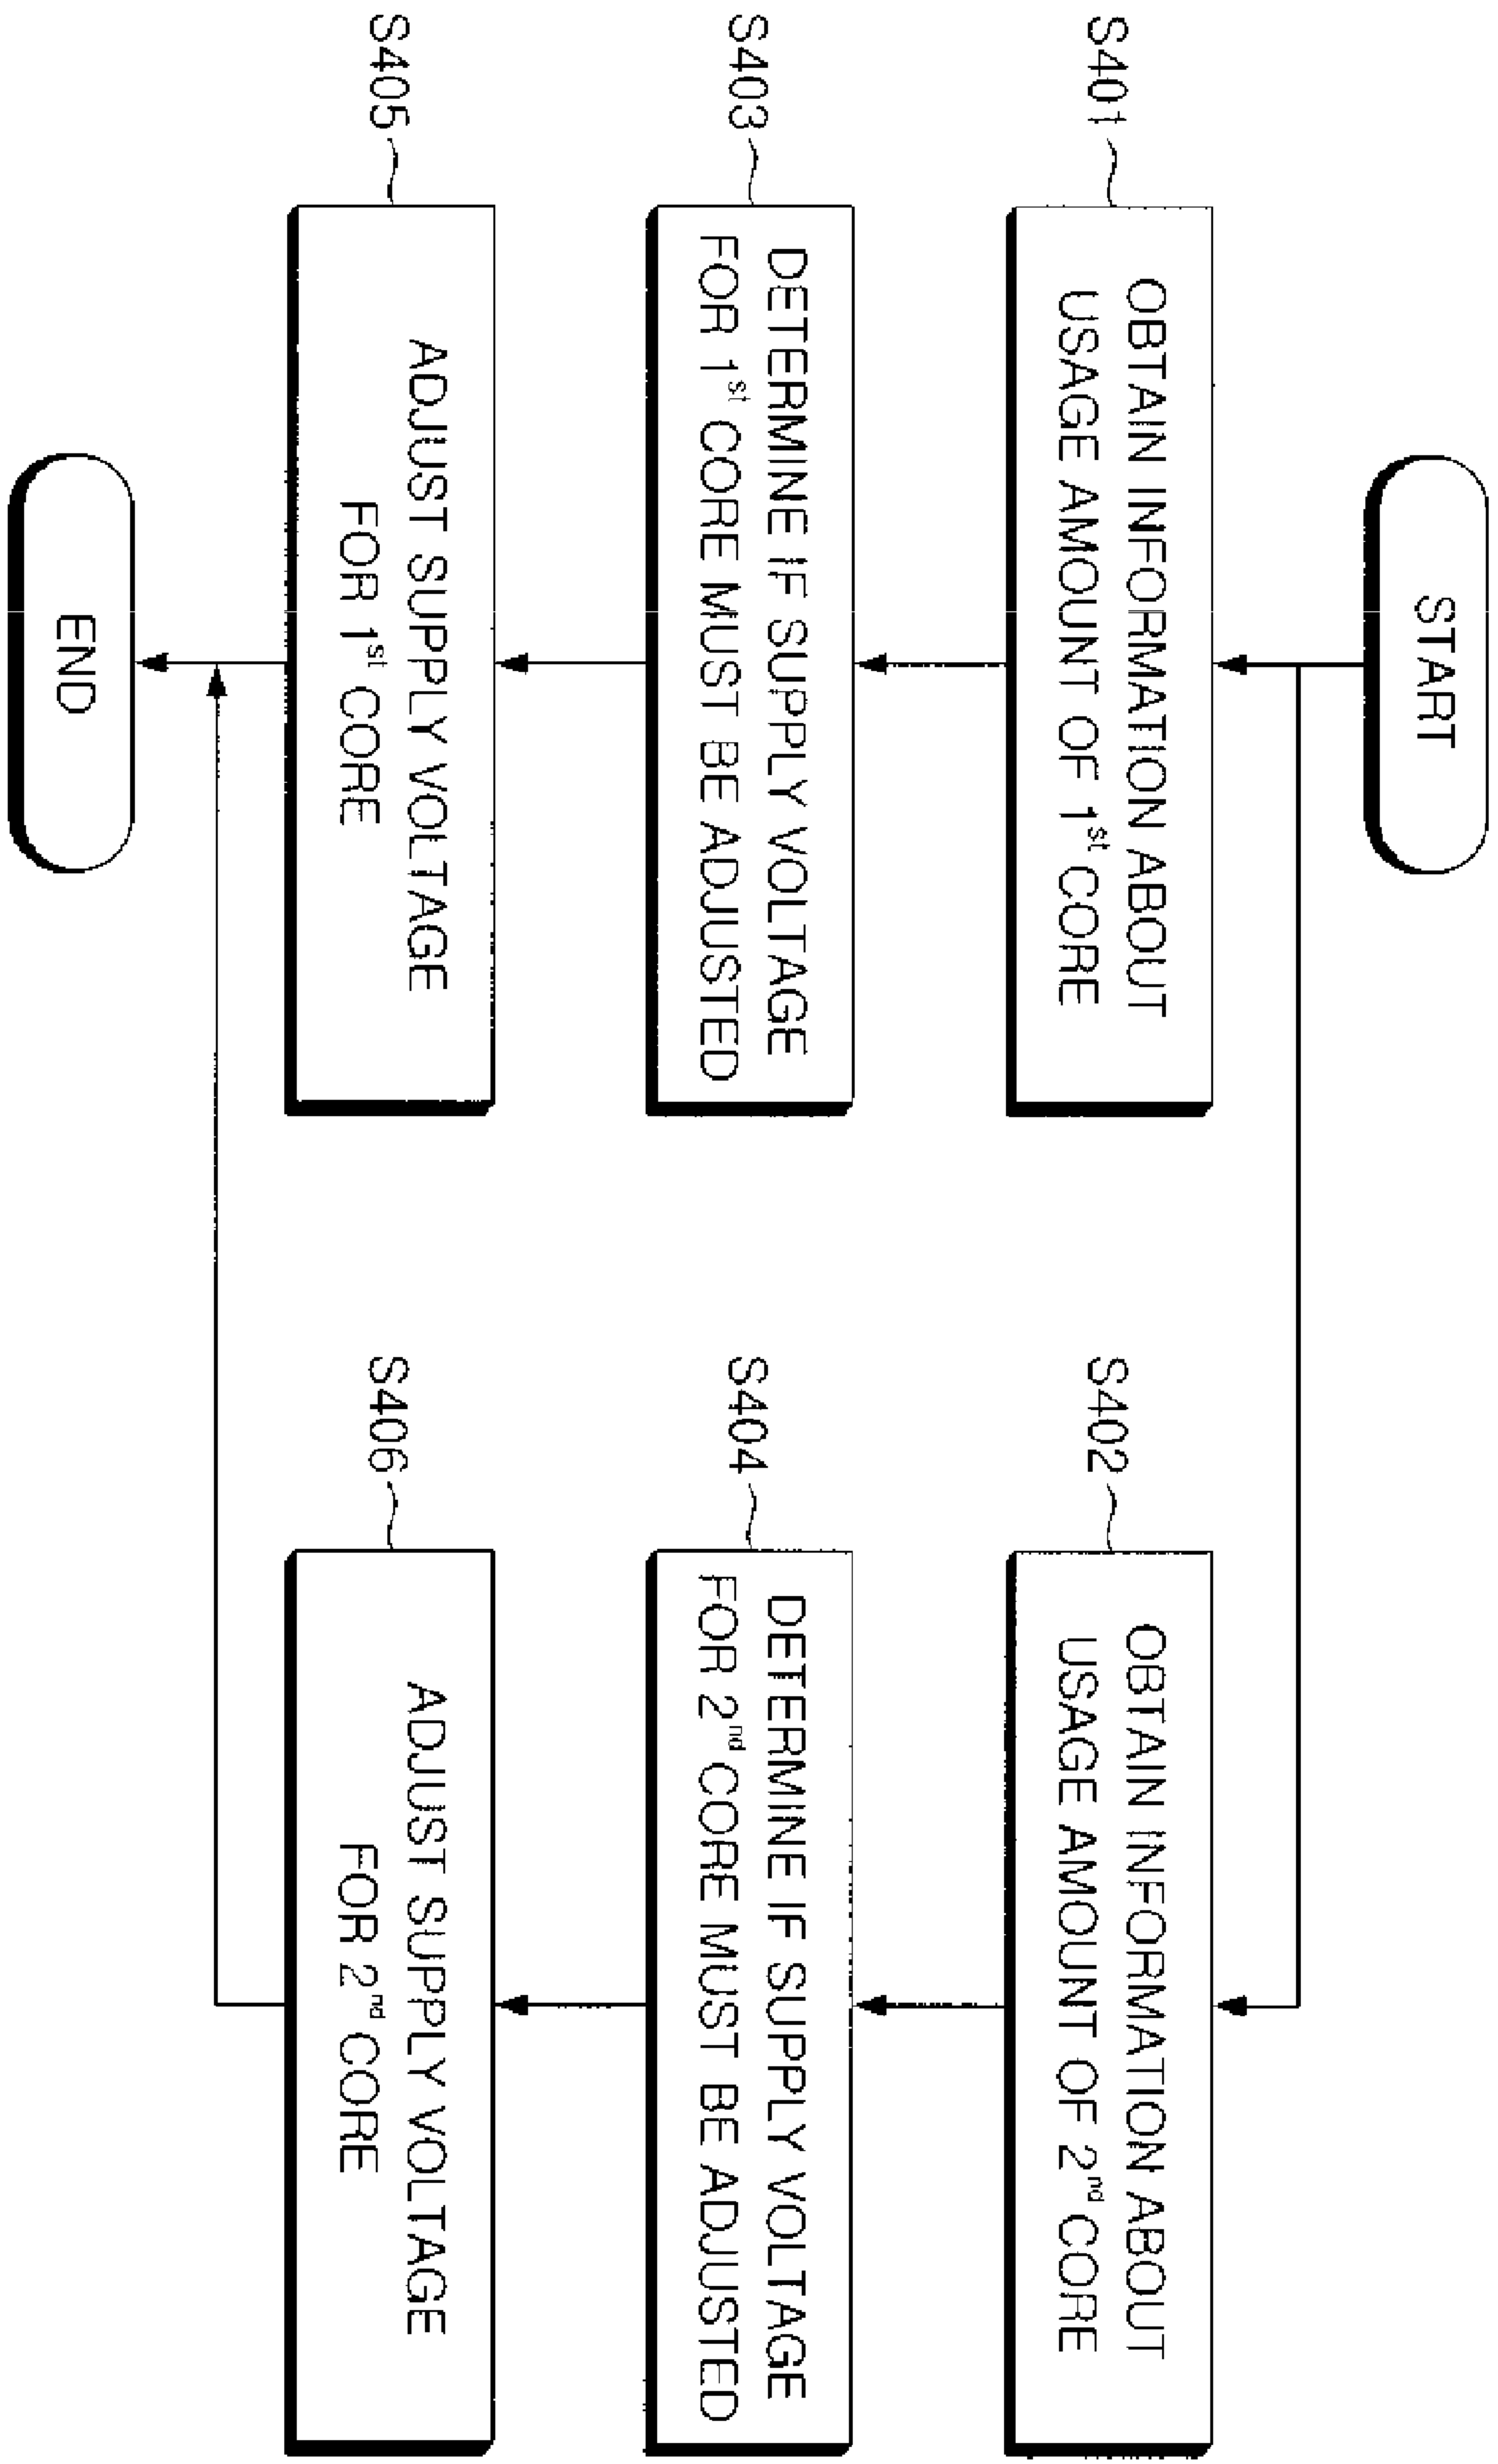 START
S401
OBTAIN INFORMATION ABOUT
USAGE AMOUNT OF 1st CORE
S402
OBTAIN INFORMATION ABOUT
USAGE AMOUNT OF 2nd CORE
S403
DETERMINE IF SUPPLY VOLTAGE
FOR 1st CORE MUST BE ADJUSTED
S404
DETERMINE IF SUPPLY VOLTAGE
FOR 2nd CORE MUST BE ADJUSTED
S405
ADJUST SUPPLY VOLTAGE
FOR 1st CORE
S406
ADJUST SUPPLY VOLTAGE
FOR 2nd CORE
END